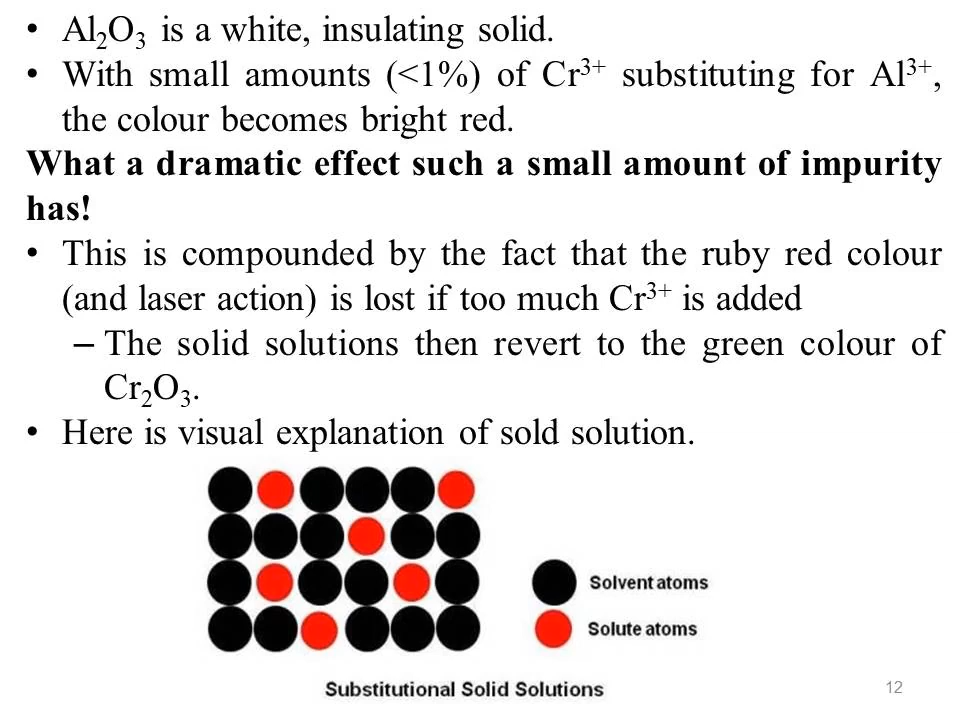 • Al₂O₃ is a white, insulating solid.
• With small amounts (<1%) of Cr³⁺ substituting for Al³⁺,
the colour becomes bright red.
What a dramatic effect such a small amount of impurity
has!
• This is compounded by the fact that the ruby red colour
(and laser action) is lost if too much Cr³⁺ is added
– The solid solutions then revert to the green colour of
Cr₂O₃.
• Here is visual explanation of sold solution.
Solvent atoms
Solute atoms
Substitutional Solid Solutions
12